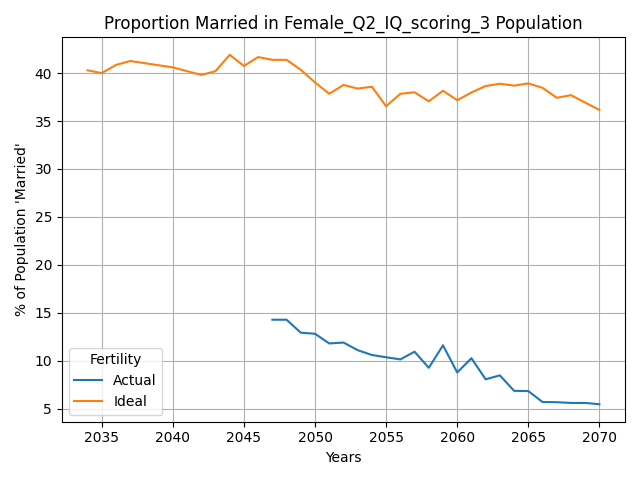 Proportion Married in Female_Q2_IQ_scoring_3 Population
% of Population 'Married'
40
35
30
25
20
15
10
5
Fertility
Actual
Ideal
2035 2040 2045 2050 2055 2060 2065 2070
Years